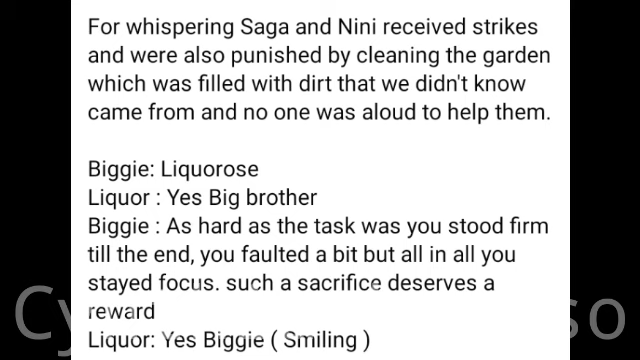 For whispering Saga and Nini received strikes
and were also punished by cleaning the garden
which was filled with dirt that we didn't know
came from and no one was aloud to help them.
Biggie: Liquorose
Liquor : Yes Big brother
Biggie : As hard as the task was you stood firm
till the end, you faulted a bit but all in all you
stayed focus. such a sacrifice deserves a
reward
Liquor: Yes Biggie ( Smiling )